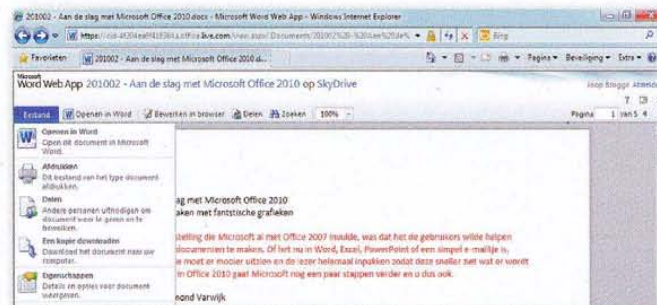 201002 - Aan de slag met Microsoft Office 2010.docx - Microsoft Word Web App - Windows Internet Explorer
Bing
Favorieten 201002 - Aan de slag met Microsoft Office 2010.d...
Pagina Beveiliging Extra
Microsoft
Word Web App 201002 - Aan de slag met Microsoft Office 2010 op SkyDrive
Bestand Openen in Word Bewerken in browser Delen Zoeken 100% Pagina 1 van 5
Openen in Word
Open dit document in Microsoft
Word.
Afdrukken
Dit bestand van het type document
afdrukken.
Delen
Andere personen uitnodigen om
document weer te geven en te
bewerken.
Een kopie downloaden
Download het document naar uw
computer.
Eigenschappen
Details en opties voor document
weergeven.
ag met Microsoft Office 2010
aken met fantstische grafieken
stelling die Microsoft al met Office 2007 invulde, was dat het de gebruikers wilde helpen
documenten te maken. Of het nu in Word, Excel, PowerPoint of een simpel e-mailtje is,
e moet er mooier uitzien en de lezer helemaal inpakken zodat deze sneller ziet wat er wordt
in Office 2010 gaat Microsoft nog een paar stappen verder en u dus ook.
mond Varwijk